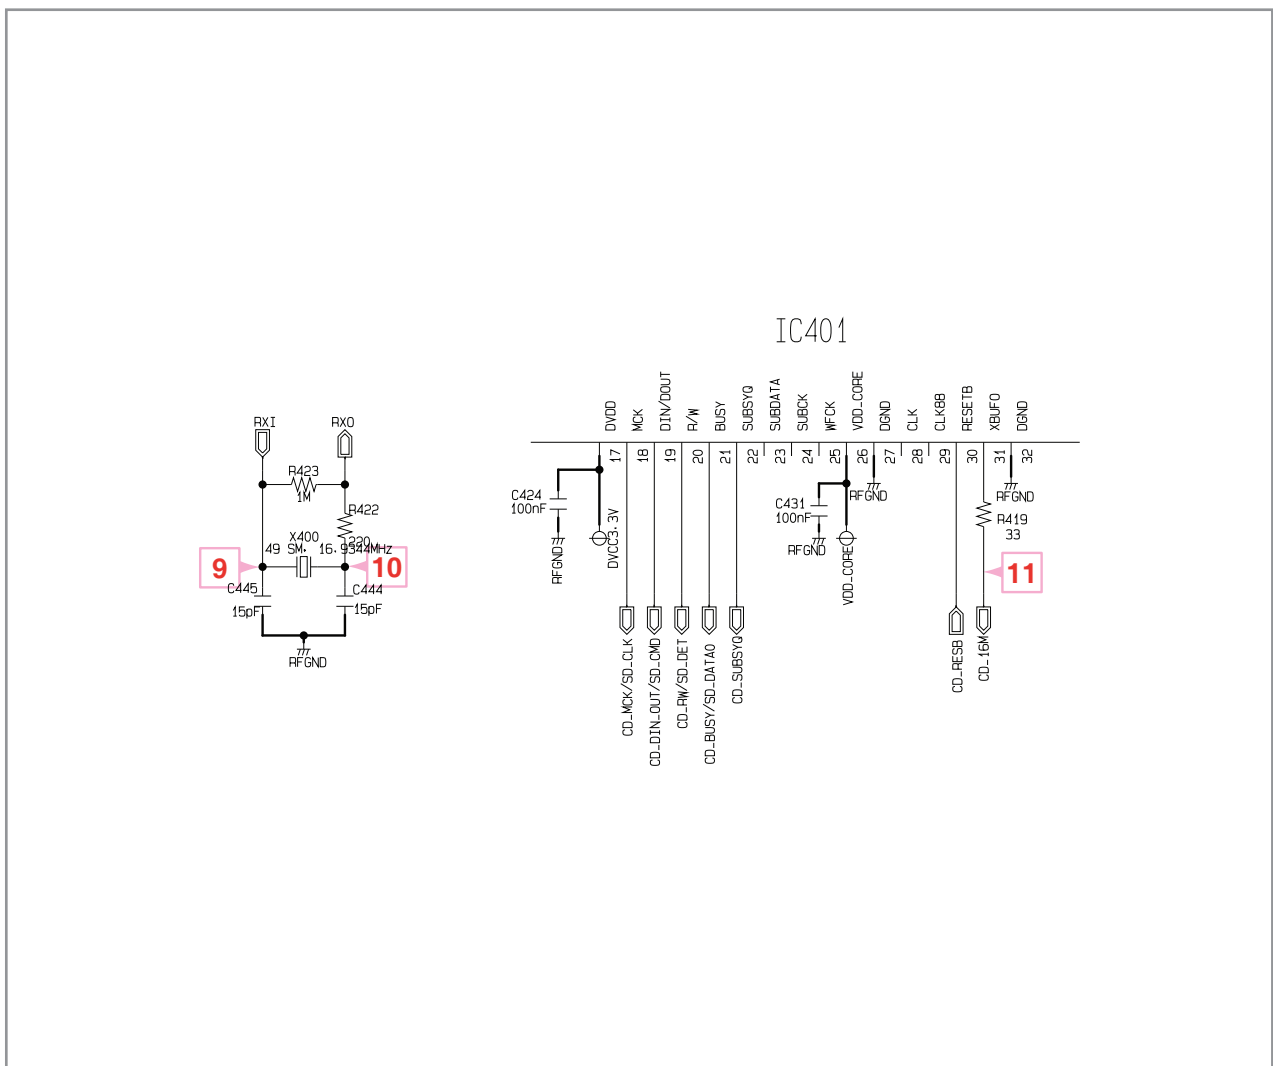 IC401
DVDD
MCK
DIN/DOUT
R/W
BUSY
SUBSYQ
SUBDATA
SUBCK
WFCK
VDD_CORE
DGND
CLK
CLK88
RESETB
XBUFO
DGND
17
18
19
20
21
22
23
24
25
26
27
28
29
30
31
32
RXI
RXO
R423
1M
R422
220
X400
49 SM, 16.9344MHz
9
10
C445
15pF
C444
15pF
RFGND
C424
100nF
RFGND
DVCC3.3V
C431
100nF
RFGND
RFGND
VDD_CORE
RFGND
R419
33
11
CD_MCK/SD_CLK
CD_DIN_OUT/SD_CMD
CD_RW/SD_DET
CD_BUSY/SD_DATA0
CD_SUBSYQ
CD_RESB
CD_16M